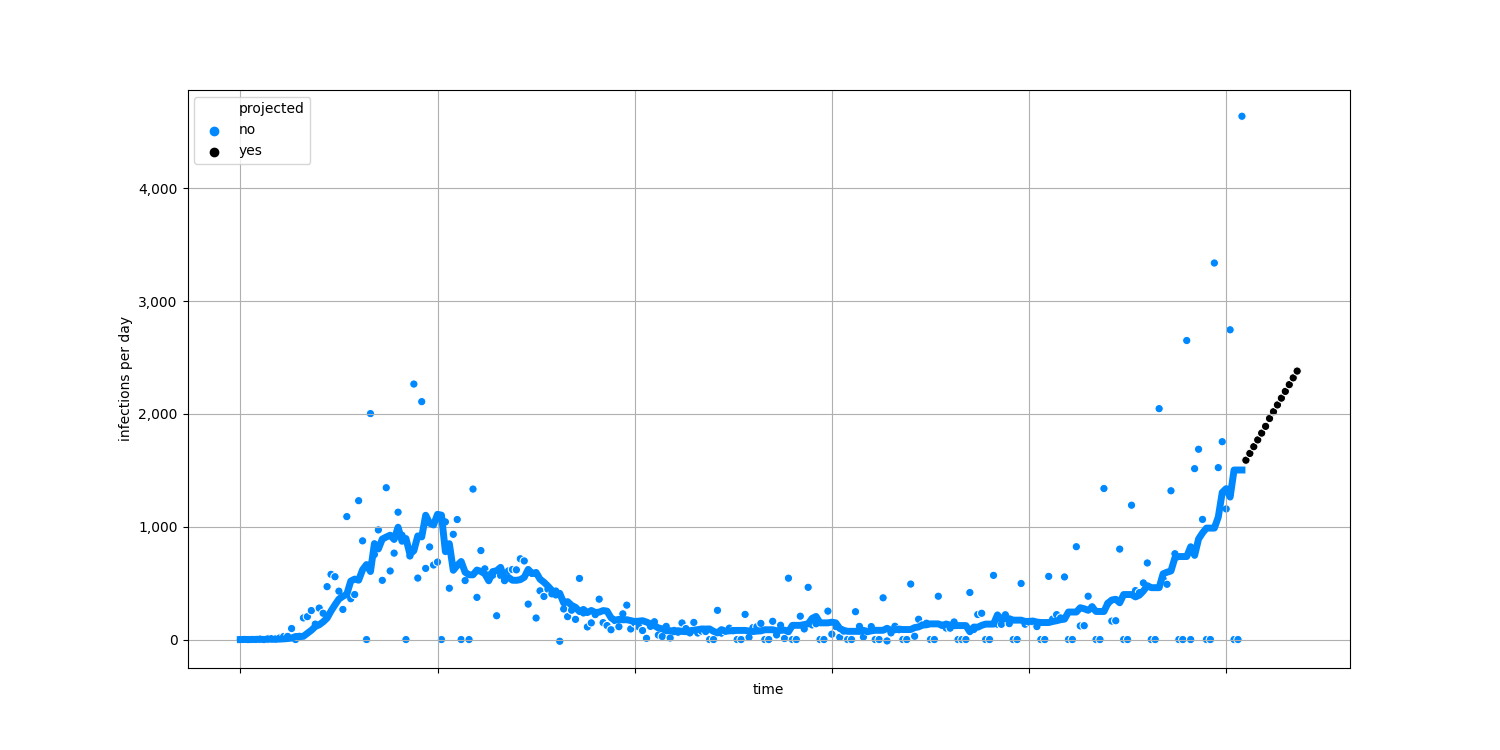 projected
no
yes
4,000
3,000
2,000
1,000
0
infections per day
time